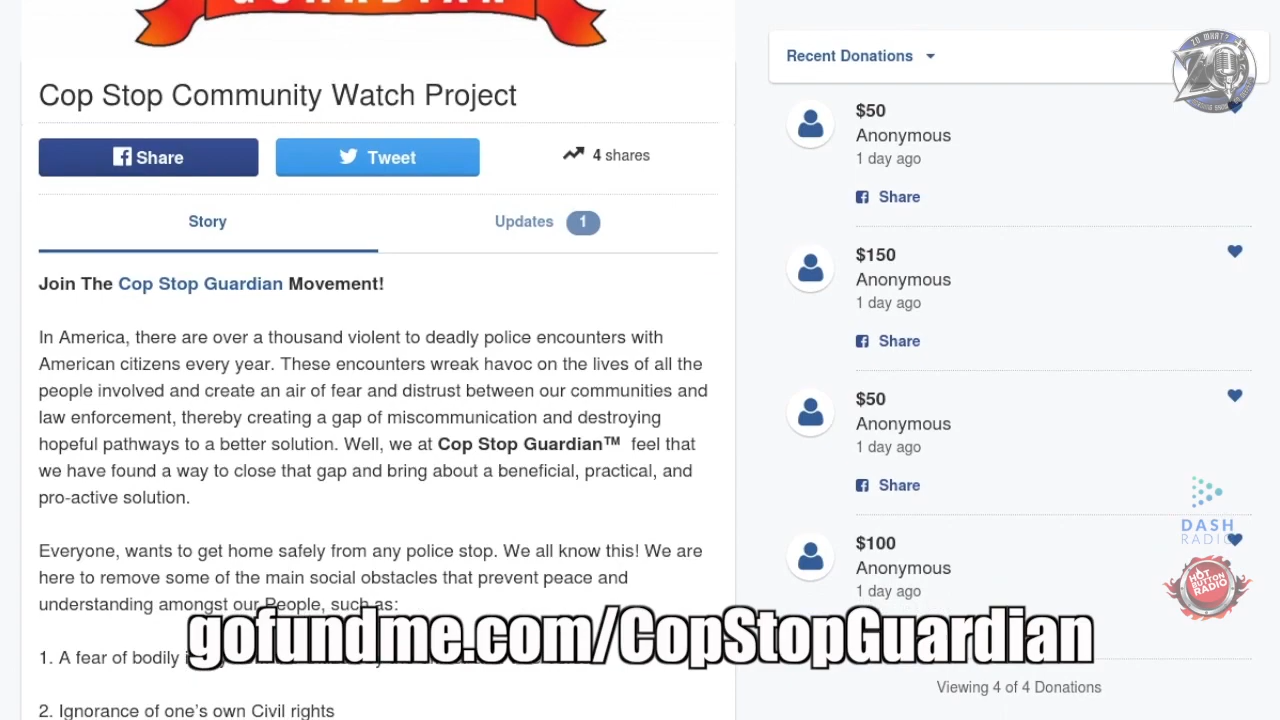 GUARDIAN
Cop Stop Community Watch Project
Share
Tweet
4 shares
Story
Updates 1
Join The Cop Stop Guardian Movement!
In America, there are over a thousand violent to deadly police encounters with
American citizens every year. These encounters wreak havoc on the lives of all the
people involved and create an air of fear and distrust between our communities and
law enforcement, thereby creating a gap of miscommunication and destroying
hopeful pathways to a better solution. Well, we at Cop Stop Guardian™ feel that
we have found a way to close that gap and bring about a beneficial, practical, and
pro-active solution.
Everyone, wants to get home safely from any police stop. We all know this! We are
here to remove some of the main social obstacles that prevent peace and
understanding amongst our People, such as:
1. A fear of bodily
2. Ignorance of one's own Civil rights
Recent Donations
$50
Anonymous
1 day ago
Share
$150
Anonymous
1 day ago
Share
$50
Anonymous
1 day ago
Share
$100
Anonymous
1 day ago
Viewing 4 of 4 Donations
ZO WHAT?
ZO
DASH
RADIO
HOT
BUTTON
RADIO
gofundme.com/CopStopGuardian